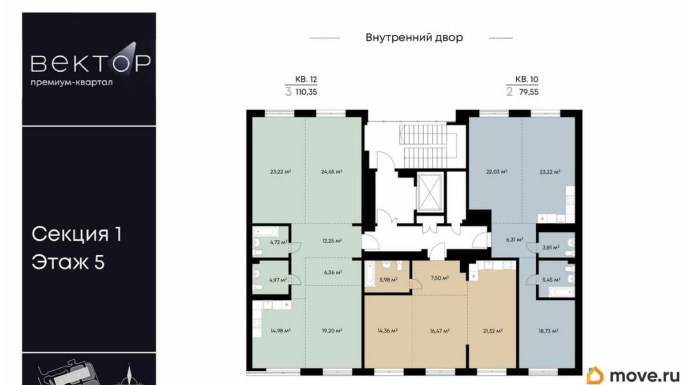 ВЕКТОР
премиум-квартал
Секция 1
Этаж 5
Внутренний двор
КВ. 12
3 110,35
КВ. 10
2 79,55
23,22 м²
24,65 м²
22,03 м²
23,22 м²
4,72 м²
12,25 м²
6,31 м²
3,81 м²
4,97 м²
6,36 м²
5,98 м²
7,50 м²
5,45 м²
14,98 м²
19,20 м²
14,36 м²
16,47 м²
21,32 м²
18,73 м²
move.ru